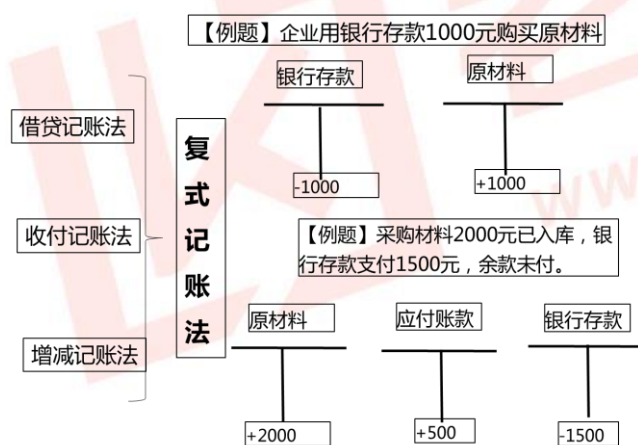 【例题】企业用银行存款1000元购买原材料
银行存款
原材料
借贷记账法
复式记账法
-1000
+1000
收付记账法
【例题】采购材料2000元已入库，银
行存款支付1500元，余款未付。
增减记账法
原材料
应付账款
银行存款
+2000
+500
-1500